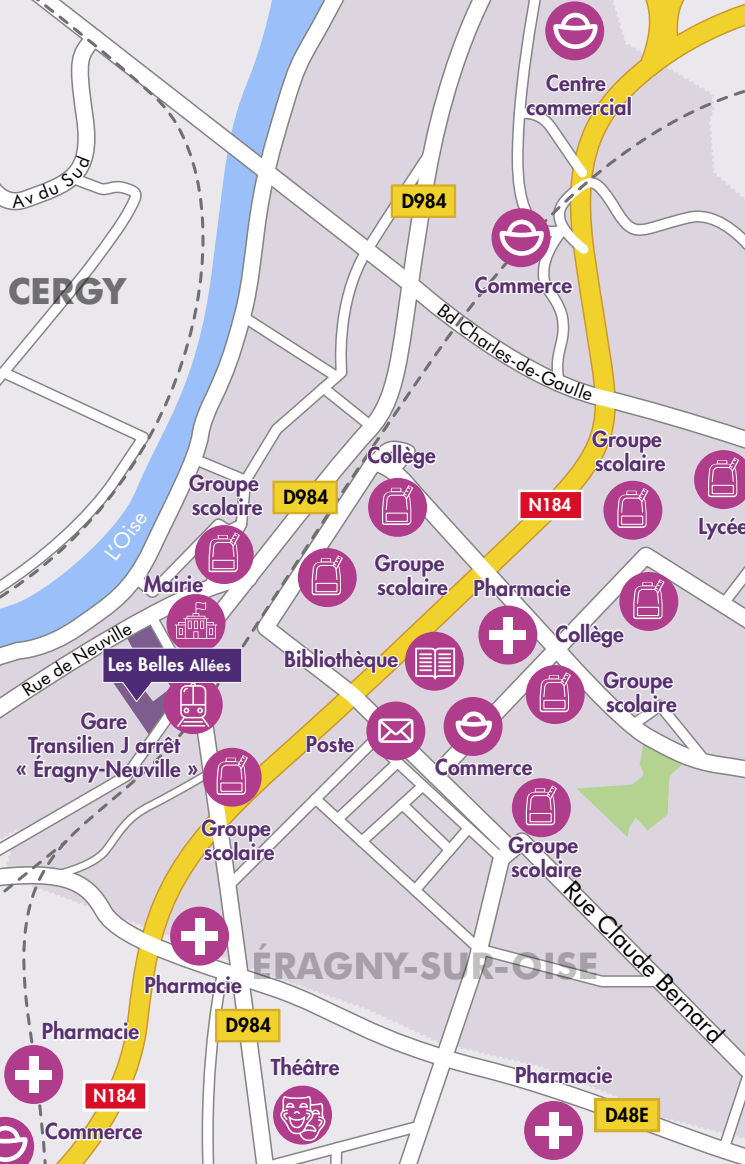 Centre
commercial
Av du Sud
D984
CERGY
Commerce
Bd Charles-de-Gaulle
Groupe
scolaire
Collège
Groupe
scolaire
D984
N184
Lycée
L'Oise
Mairie
Groupe
scolaire
Pharmacie
Rue de Neuville
Collège
Bibliothèque
Les Belles Allées
Groupe
scolaire
Gare
Transilien J arrêt
« Éragny-Neuville »
Poste
Commerce
Groupe
scolaire
Groupe
scolaire
Rue Claude Bernard
ÉRAGNY-SUR-OISE
Pharmacie
D984
Pharmacie
Théâtre
Pharmacie
N184
D48E
Commerce